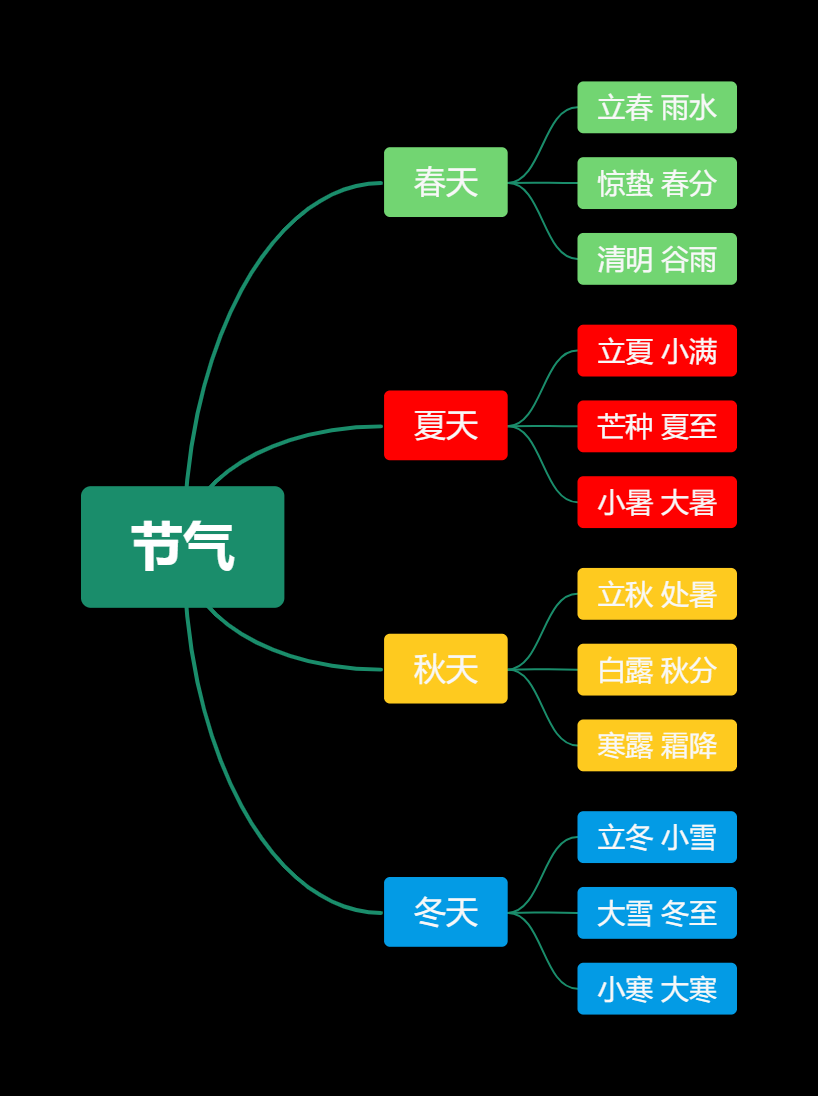 节气
春天
立春 雨水
惊蛰 春分
清明 谷雨
夏天
立夏 小满
芒种 夏至
小暑 大暑
秋天
立秋 处暑
白露 秋分
寒露 霜降
冬天
立冬 小雪
大雪 冬至
小寒 大寒